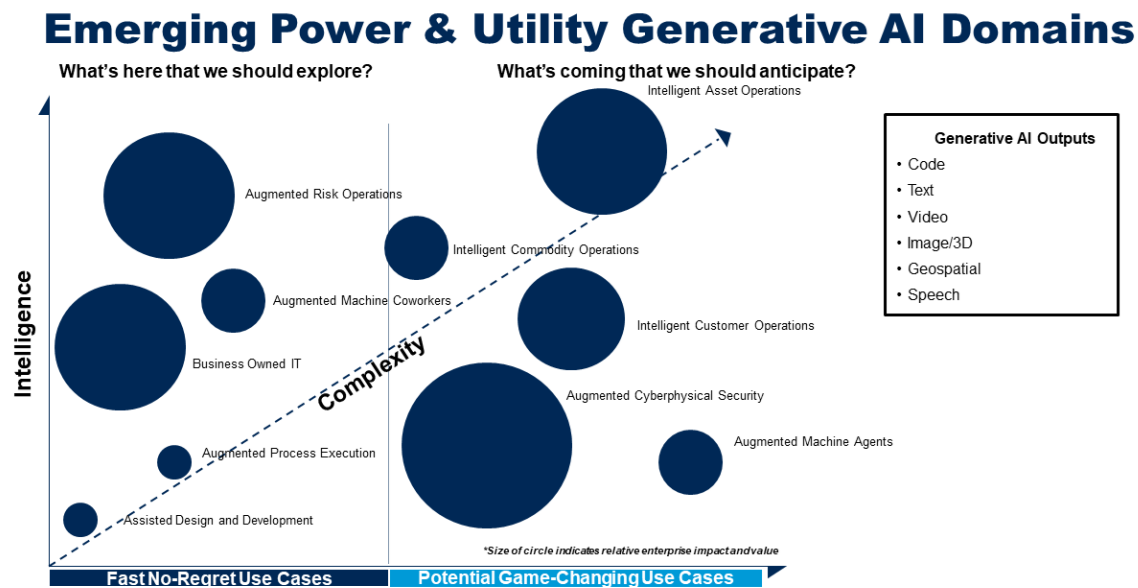 Emerging Power & Utility Generative AI Domains
What's here that we should explore?
What's coming that we should anticipate?
Intelligent Asset Operations
Generative AI Outputs
• Code
• Text
• Video
• Image/3D
• Geospatial
• Speech
Augmented Risk Operations
Intelligent Commodity Operations
Augmented Machine Coworkers
Intelligent Customer Operations
Intelligence
Business Owned IT
Complexity
Augmented Cyberphysical Security
Augmented Machine Agents
Augmented Process Execution
Assisted Design and Development
*Size of circle indicates relative enterprise impact and value
Fast No-Regret Use Cases
Potential Game-Changing Use Cases